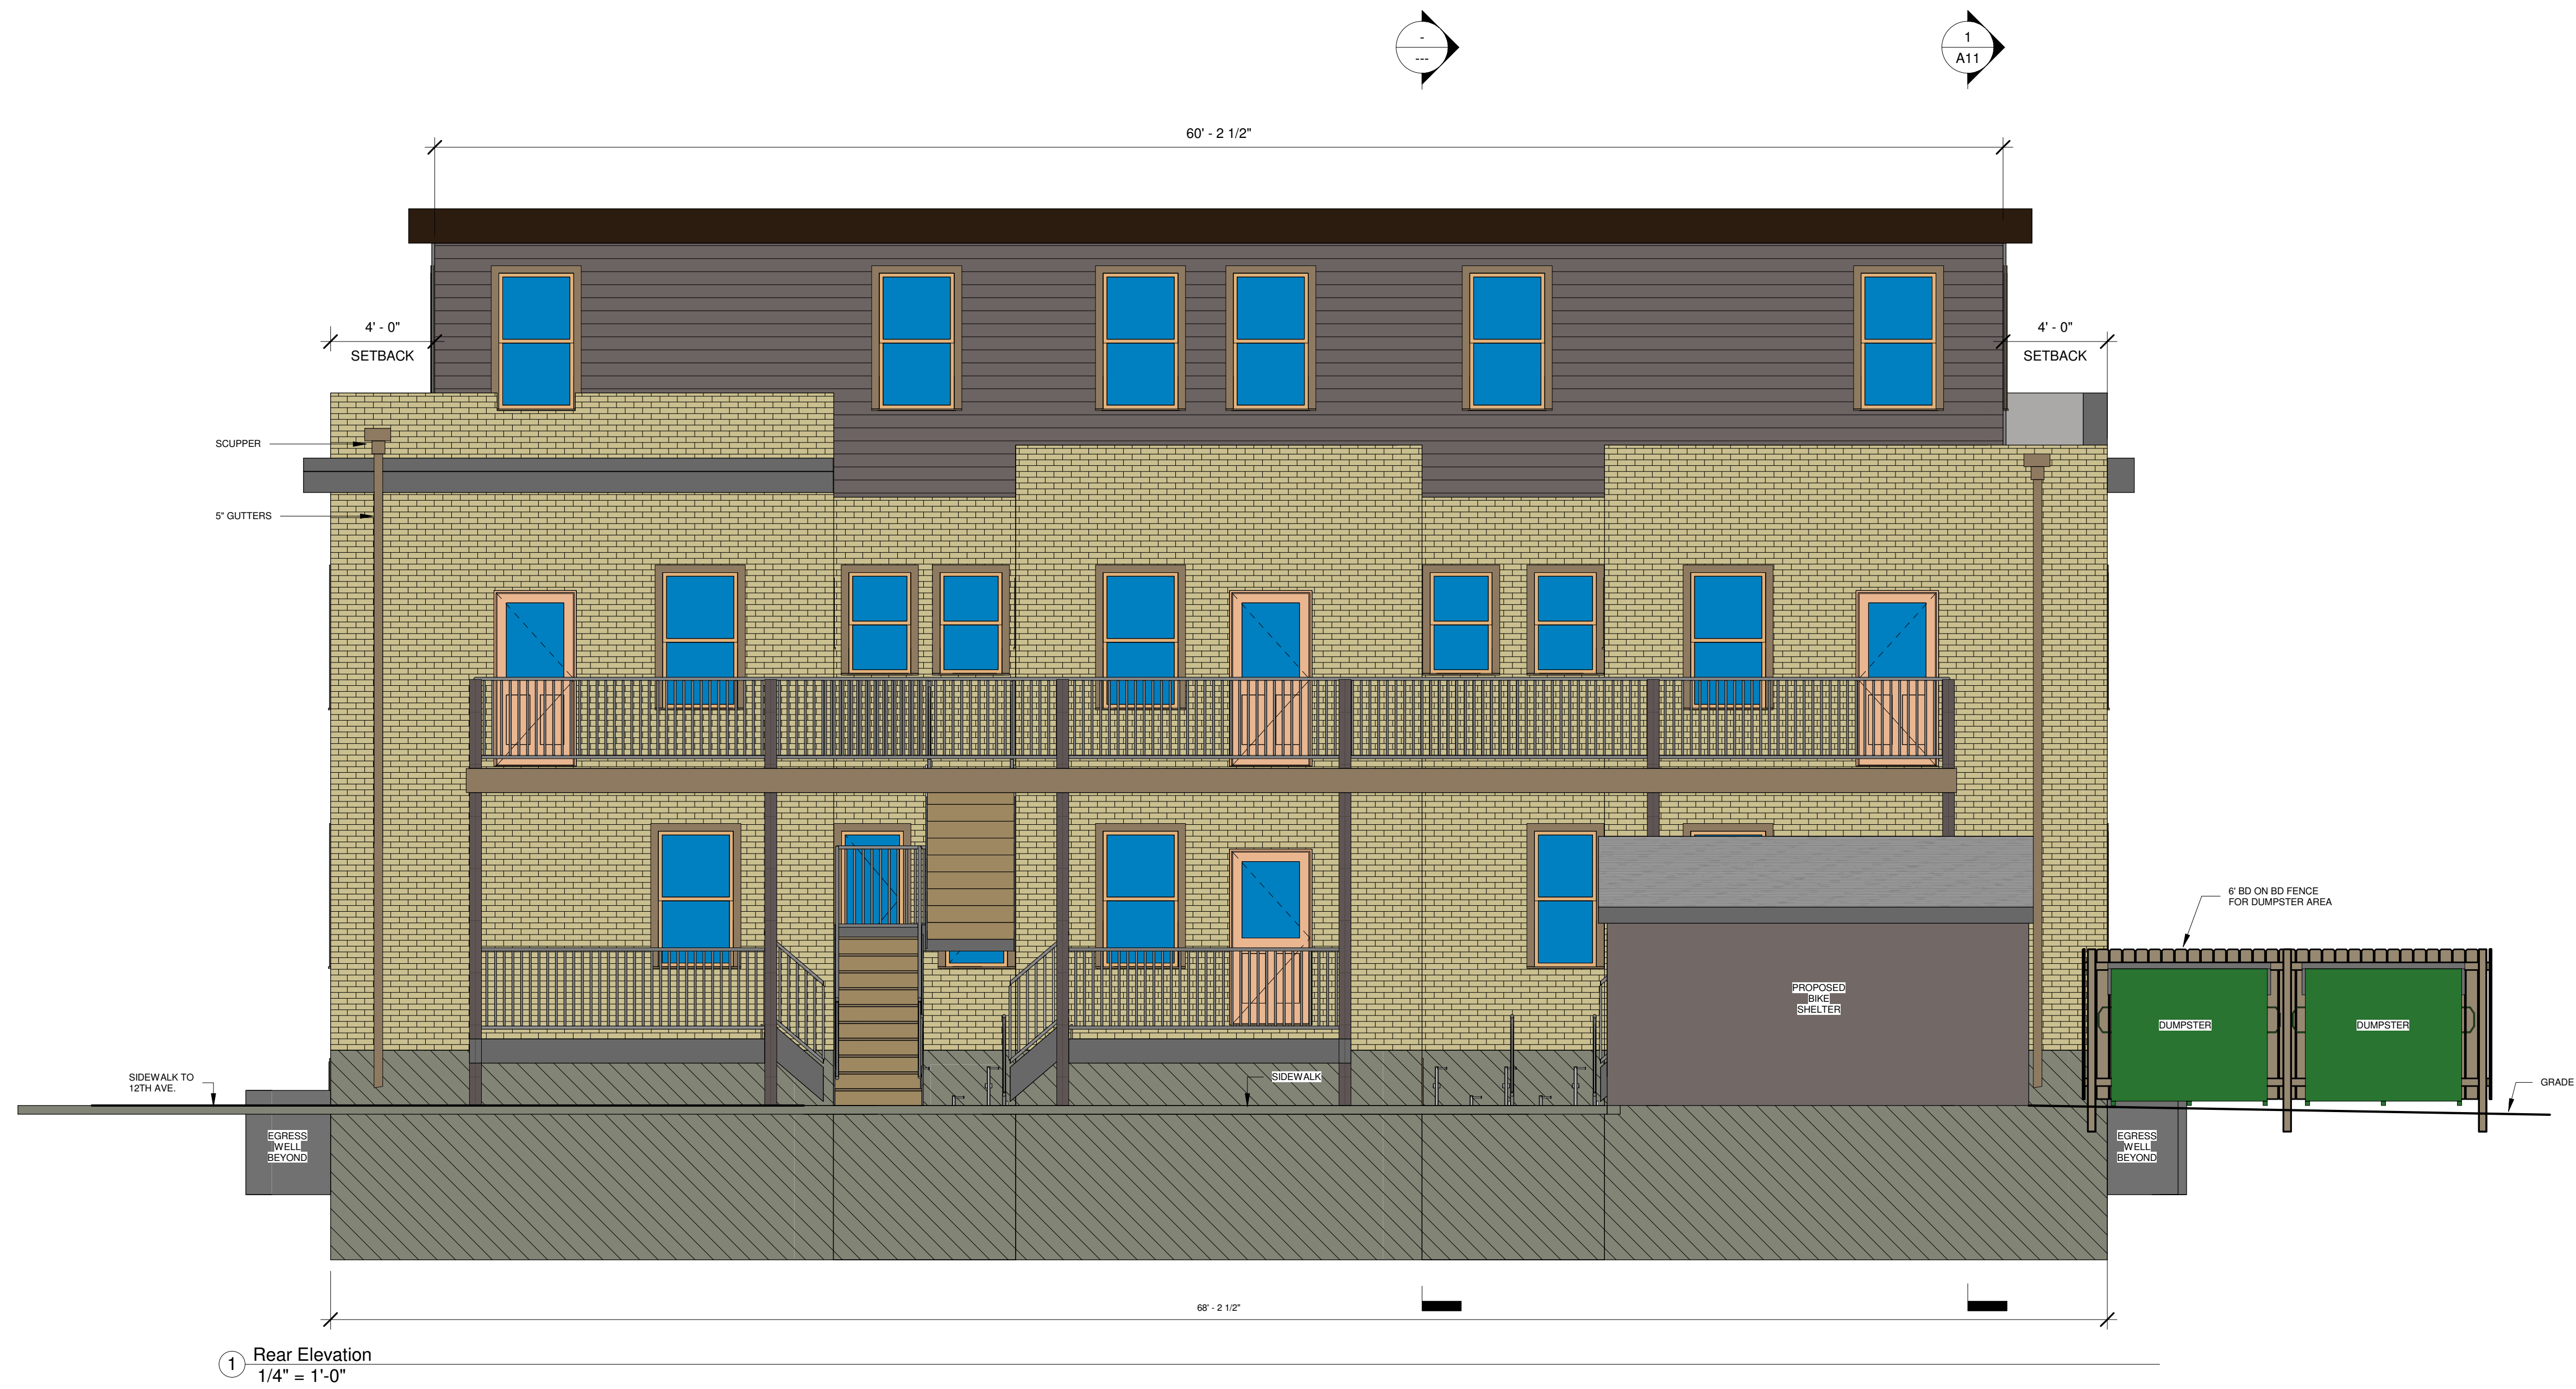 -
---
1
A11
60' - 2 1/2"
4' - 0"
SETBACK
4' - 0"
SETBACK
SCUPPER
5" GUTTERS
6' BD ON BD FENCE
FOR DUMPSTER AREA
PROPOSED
BIKE
SHELTER
DUMPSTER
DUMPSTER
SIDEWALK TO
12TH AVE.
SIDEWALK
GRADE
EGRESS
WELL
BEYOND
EGRESS
WELL
BEYOND
68' - 2 1/2"
1
Rear Elevation
1/4" = 1'-0"